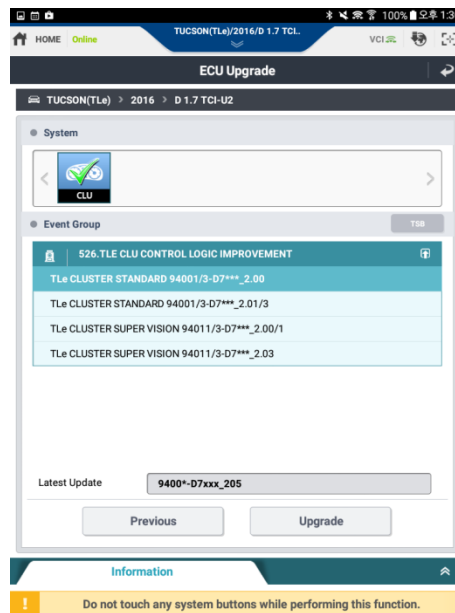 100% 오후 1:3
HOME Online TUCSON(TLe)/2016/D 1.7 TCI.. VCI
ECU Upgrade
TUCSON(TLe) > 2016 > D 1.7 TCI-U2
System
CLU
Event Group TSB
526.TLE CLU CONTROL LOGIC IMPROVEMENT
TLe CLUSTER STANDARD 94001/3-D7***_2.00
TLe CLUSTER STANDARD 94001/3-D7***_2.01/3
TLe CLUSTER SUPER VISION 94011/3-D7***_2.00/1
TLe CLUSTER SUPER VISION 94011/3-D7***_2.03
Latest Update 9400*-D7xxx_205
Previous Upgrade
Information
! Do not touch any system buttons while performing this function.